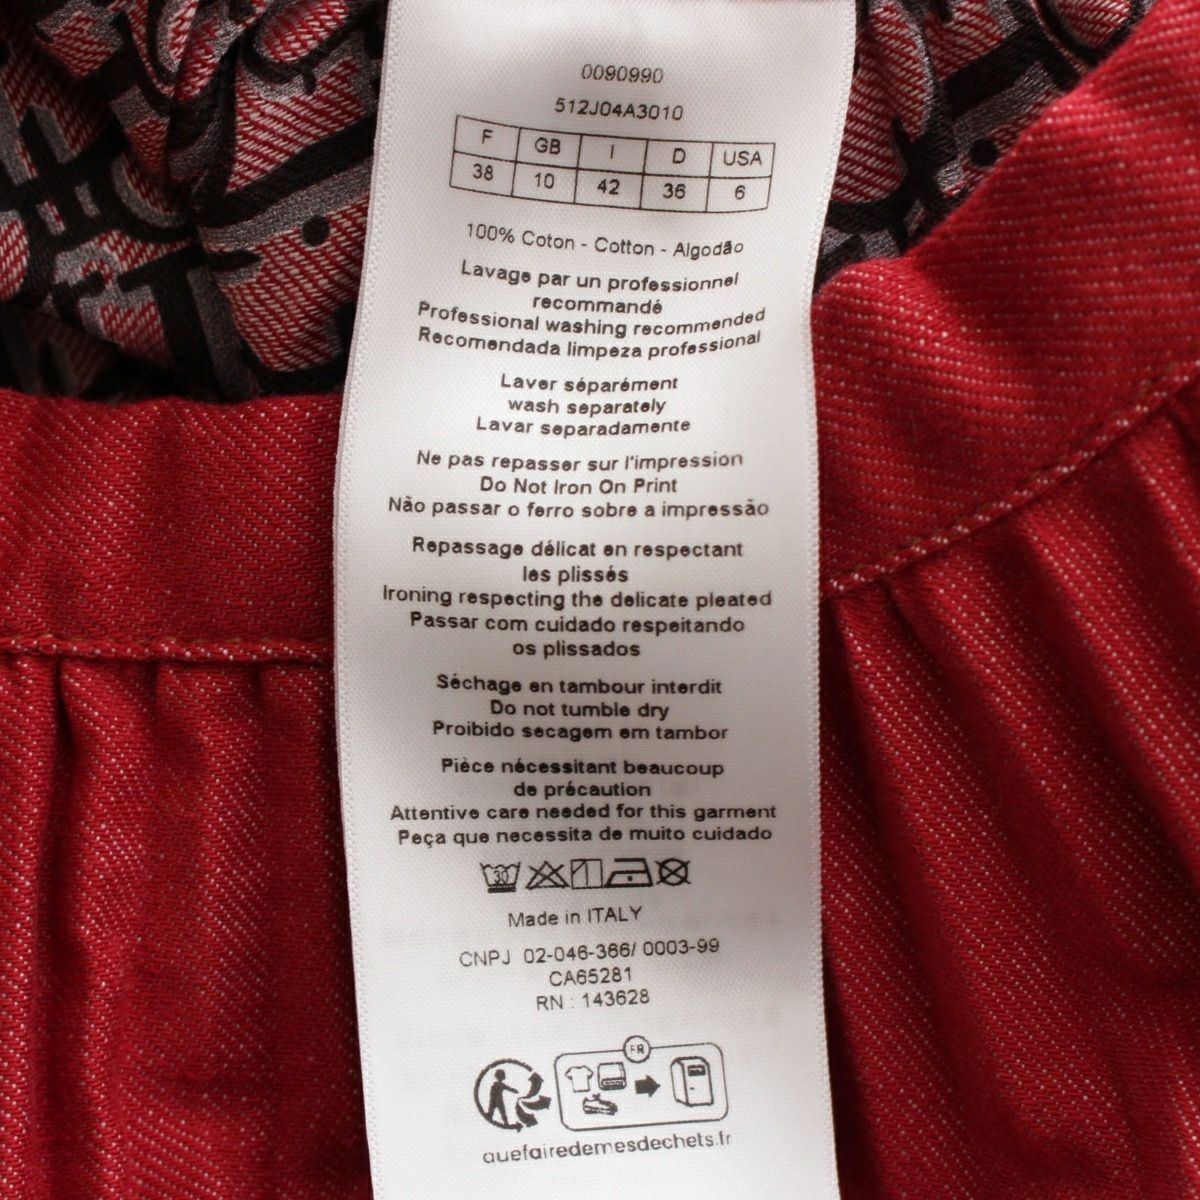 0090990
512J04A3010
F GB I D USA
38 10 42 36 6
100% Coton - Cotton - Algodão
Lavage par un professionnel
recommandé
Professional washing recommended
Recomendada limpeza professional
Laver séparément
wash separately
Lavar separadamente
Ne pas repasser sur l'impression
Do Not Iron On Print
Não passar o ferro sobre a impressão
Repassage délicat en respectant
les plissés
Ironing respecting the delicate pleated
Passar com cuidado respeitando
os plissados
Séchage en tambour interdit
Do not tumble dry
Proibido secagem em tambor
Pièce nécessitant beaucoup
de précaution
Attentive care needed for this garment
Peça que necessita de muito cuidado
30
Made in ITALY
CNPJ 02-046-366/ 0003-99
CA65281
RN : 143628
FR
quefairedemesdechets.fr